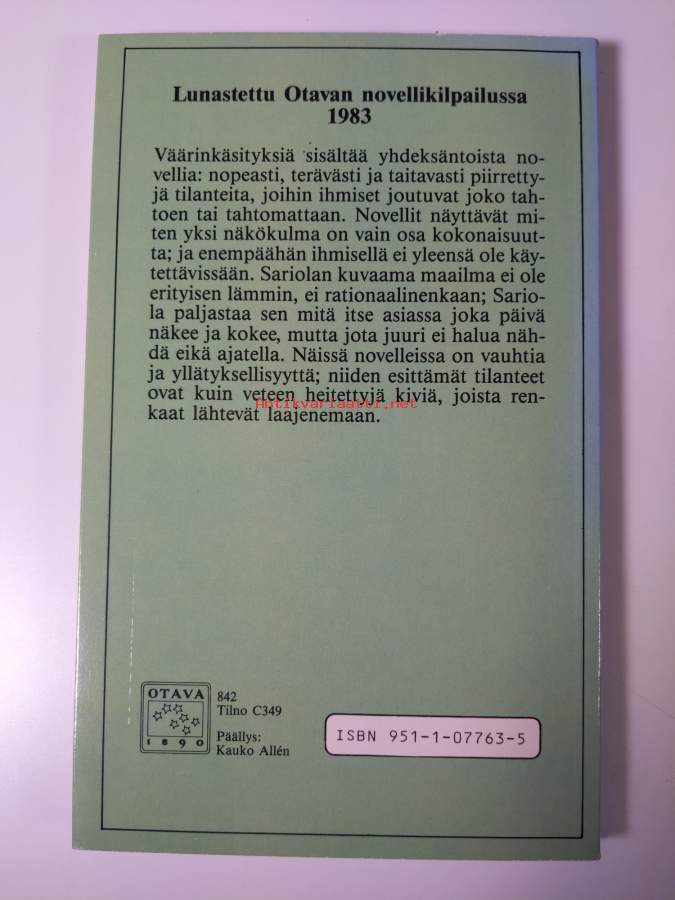 Lunastettu Otavan novellikilpailussa
1983
Väärinkäsityksiä sisältää yhdeksäntoista no-
vellia: nopeasti, terävästi ja taitavasti piirretty-
jä tilanteita, joihin ihmiset joutuvat joko tah-
toen tai tahtomattaan. Novellit näyttävät mi-
ten yksi näkökulma on vain osa kokonaisuut-
ta; ja enempäähän ihmisellä ei yleensä ole käy-
tettävissään. Sariolan kuvaama maailma ei ole
erityisen lämmin, ei rationaalinenkaan; Sario-
la paljastaa sen mitä itse asiassa joka päivä
näkee ja kokee, mutta jota juuri ei halua näh-
dä eikä ajatella. Näissä novelleissa on vauhtia
ja yllätyksellisyyttä; niiden esittämät tilanteet
ovat kuin veteen heitettyjä kiviä, joista ren-
kaat lähtevät laajenemaan.
Antikvariaatti.net
OTAVA
1890
842
Tilno C349
Päällys:
Kauko Allén
ISBN 951-1-07763-5